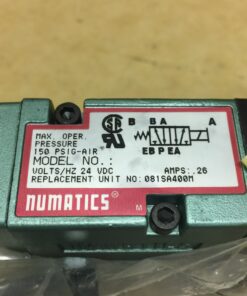 MAX. OPER.
PRESSURE
150 PSIG-AIR
SA
B BA A
EB P EA
MODEL NO.:
VOLTS/HZ 24 VDC AMPS: .26
REPLACEMENT UNIT NO: 081SA400M
NUMATICS
M